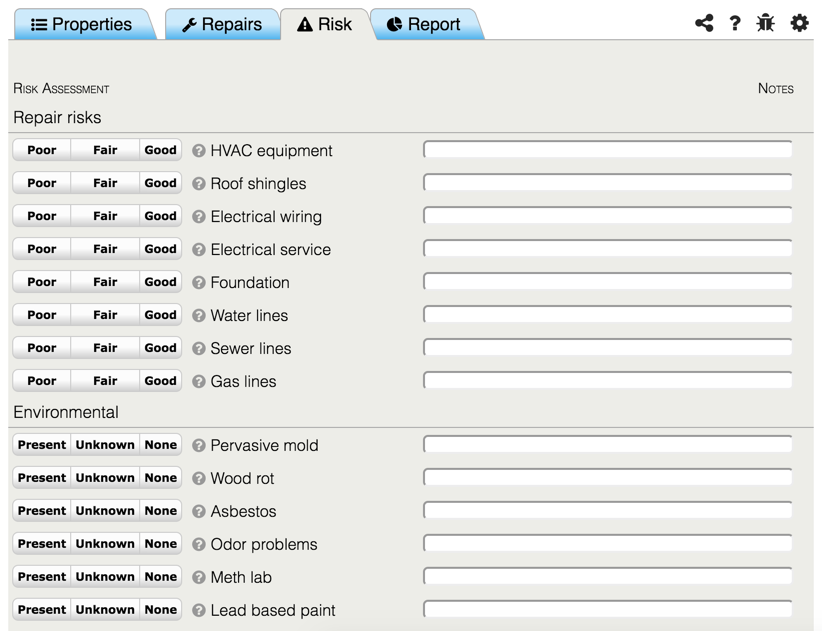 Properties Repairs Risk Report ?
Risk Assessment Notes
Repair risks
Poor Fair Good ? HVAC equipment
Poor Fair Good ? Roof shingles
Poor Fair Good ? Electrical wiring
Poor Fair Good ? Electrical service
Poor Fair Good ? Foundation
Poor Fair Good ? Water lines
Poor Fair Good ? Sewer lines
Poor Fair Good ? Gas lines
Environmental
Present Unknown None ? Pervasive mold
Present Unknown None ? Wood rot
Present Unknown None ? Asbestos
Present Unknown None ? Odor problems
Present Unknown None ? Meth lab
Present Unknown None ? Lead based paint